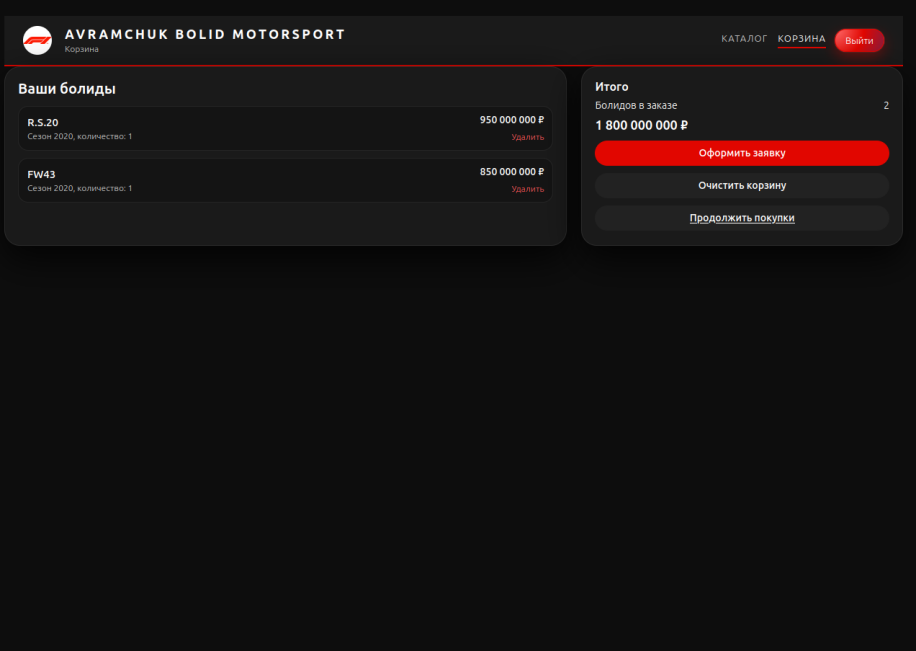 AVRAMCHUK BOLID MOTORSPORT
Корзина
КАТАЛОГ
КОРЗИНА
Выйти
Ваши болиды
R.S.20
Сезон 2020, количество: 1
950 000 000 ₽
Удалить
FW43
Сезон 2020, количество: 1
850 000 000 ₽
Удалить
Итого
Болидов в заказе 2
1 800 000 000 ₽
Оформить заявку
Очистить корзину
Продолжить покупки